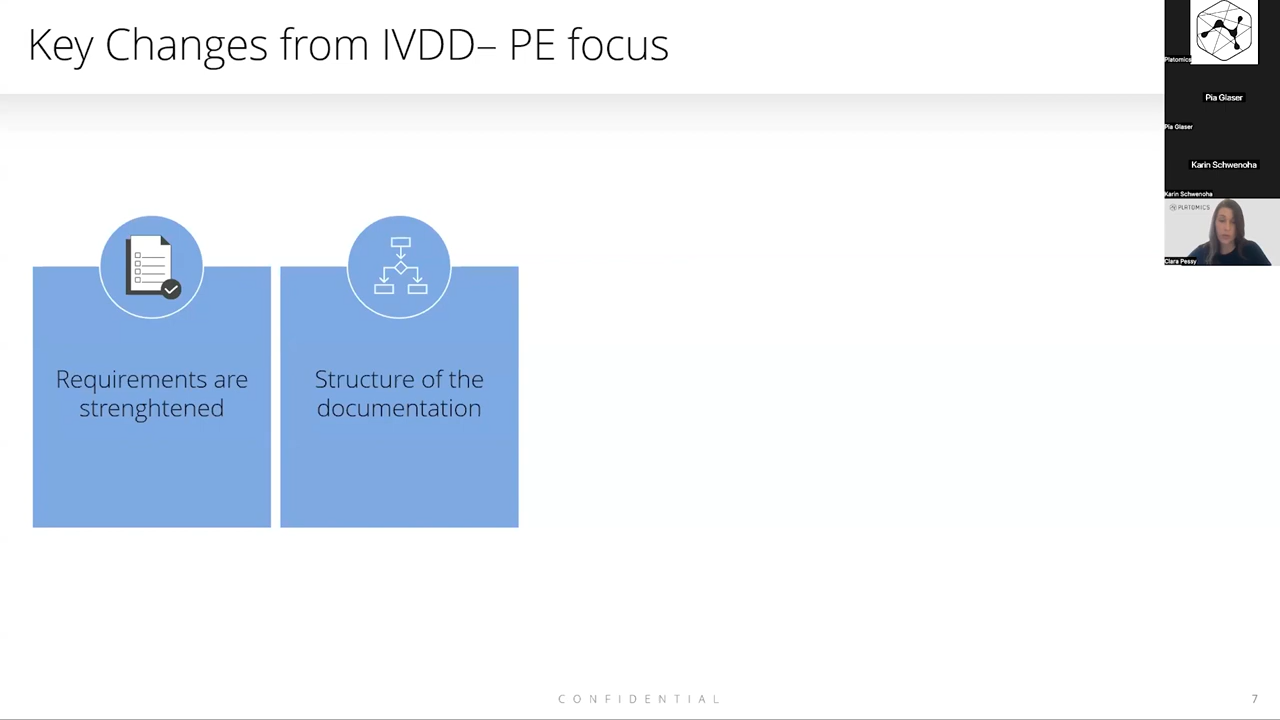 Key Changes from IVDD– PE focus
Requirements are
strenghtened
Structure of the
documentation
CONFIDENTIAL
7
Platomics
Pia Glaser
Pia Glaser
Karin Schwenoha
Karin Schwenoha
PLATOMICS
Clara Pessy